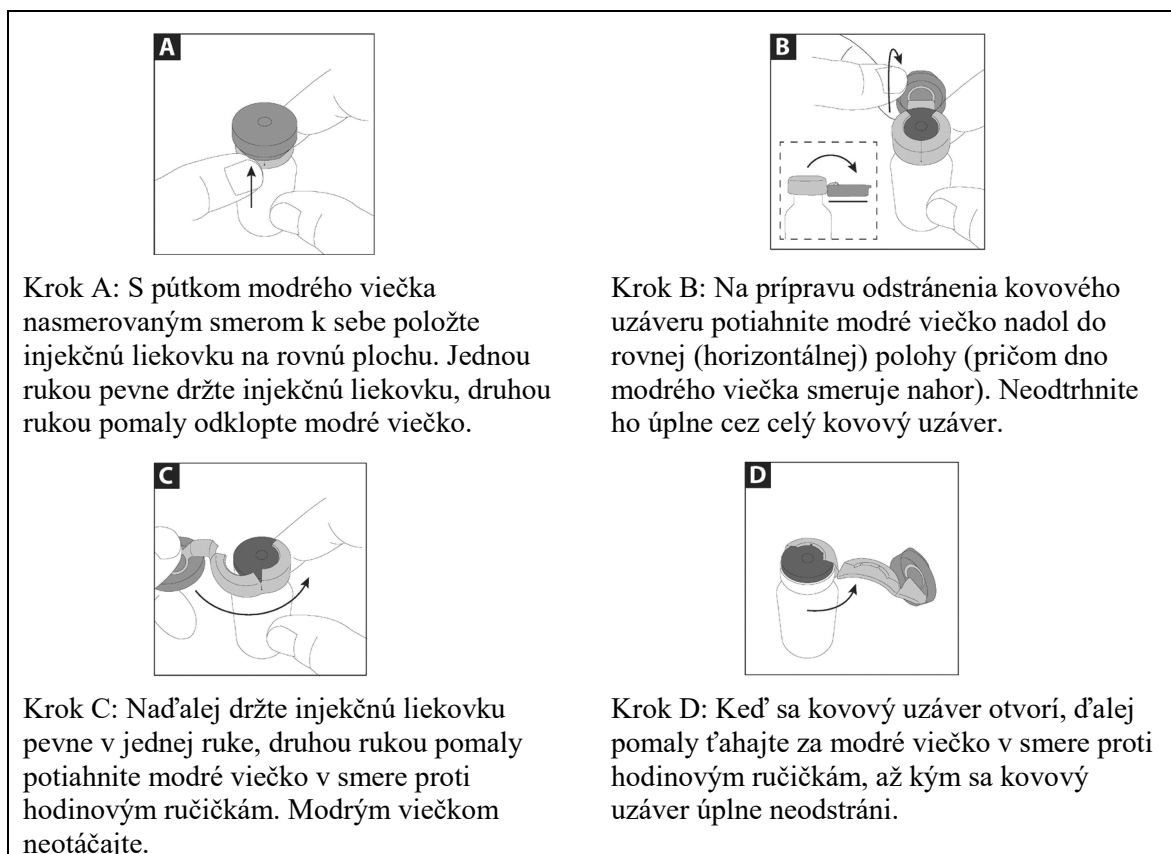 A
Krok A: S pútkom modrého viečka
nasmerovaným smerom k sebe položte
injekčnú liekovku na rovnú plochu. Jednou
rukou pevne držte injekčnú liekovku, druhou
rukou pomaly odklopte modré viečko.
B
Krok B: Na prípravu odstránenia kovového
uzáveru potiahnite modré viečko nadol do
rovnej (horizontálnej) polohy (pričom dno
modrého viečka smeruje nahor). Neodtrhnite
ho úplne cez celý kovový uzáver.
C
Krok C: Naďalej držte injekčnú liekovku
pevne v jednej ruke, druhou rukou pomaly
potiahnite modré viečko v smere proti
hodinovým ručičkám. Modrým viečkom
neotáčajte.
D
Krok D: Keď sa kovový uzáver otvorí, ďalej
pomaly ťahajte za modré viečko v smere proti
hodinovým ručičkám, až kým sa kovový
uzáver úplne neodstráni.